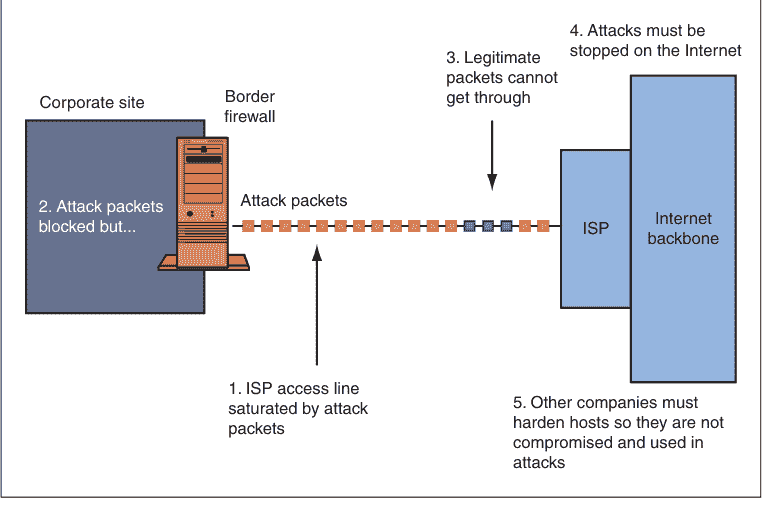 4. Attacks must be
stopped on the Internet
3. Legitimate
packets cannot
get through
Corporate site
Border
firewall
2. Attack packets
blocked but...
Attack packets
ISP
Internet
backbone
1. ISP access line
saturated by attack
packets
5. Other companies must
harden hosts so they are not
compromised and used in
attacks